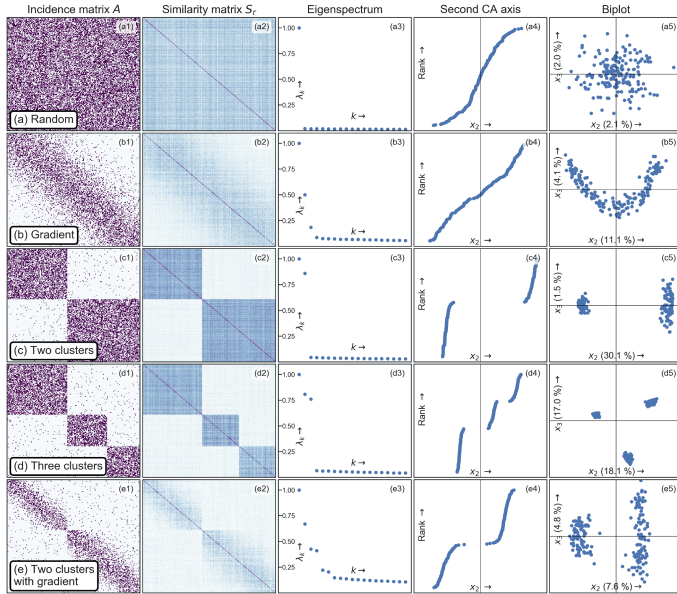 Incidence matrix A
Similarity matrix Sr
Eigenspectrum
Second CA axis
Biplot
(a1)
(a) Random
(a2)
(a3)
λk →
1.00
0.75
0.50
0.25
k →
(a4)
Rank →
x2 →
(a5)
x3 (2.0 %) →
x2 (2.1 %) →
(b1)
(b) Gradient
(b2)
(b3)
λk →
1.00
0.75
0.50
0.25
k →
(b4)
Rank →
x2 →
(b5)
x3 (4.1 %) →
x2 (11.1 %) →
(c1)
(c) Two clusters
(c2)
(c3)
λk →
1.00
0.75
0.50
0.25
k →
(c4)
Rank →
x2 →
(c5)
x3 (1.5 %) →
x2 (30.1 %) →
(d1)
(d) Three clusters
(d2)
(d3)
λk →
1.00
0.75
0.50
0.25
k →
(d4)
Rank →
x2 →
(d5)
x3 (17.0 %) →
x2 (18.1 %) →
(e1)
(e) Two clusters
with gradient
(e2)
(e3)
λk →
1.00
0.75
0.50
0.25
k →
(e4)
Rank →
x2 →
(e5)
x3 (4.8 %) →
x2 (7.6 %) →